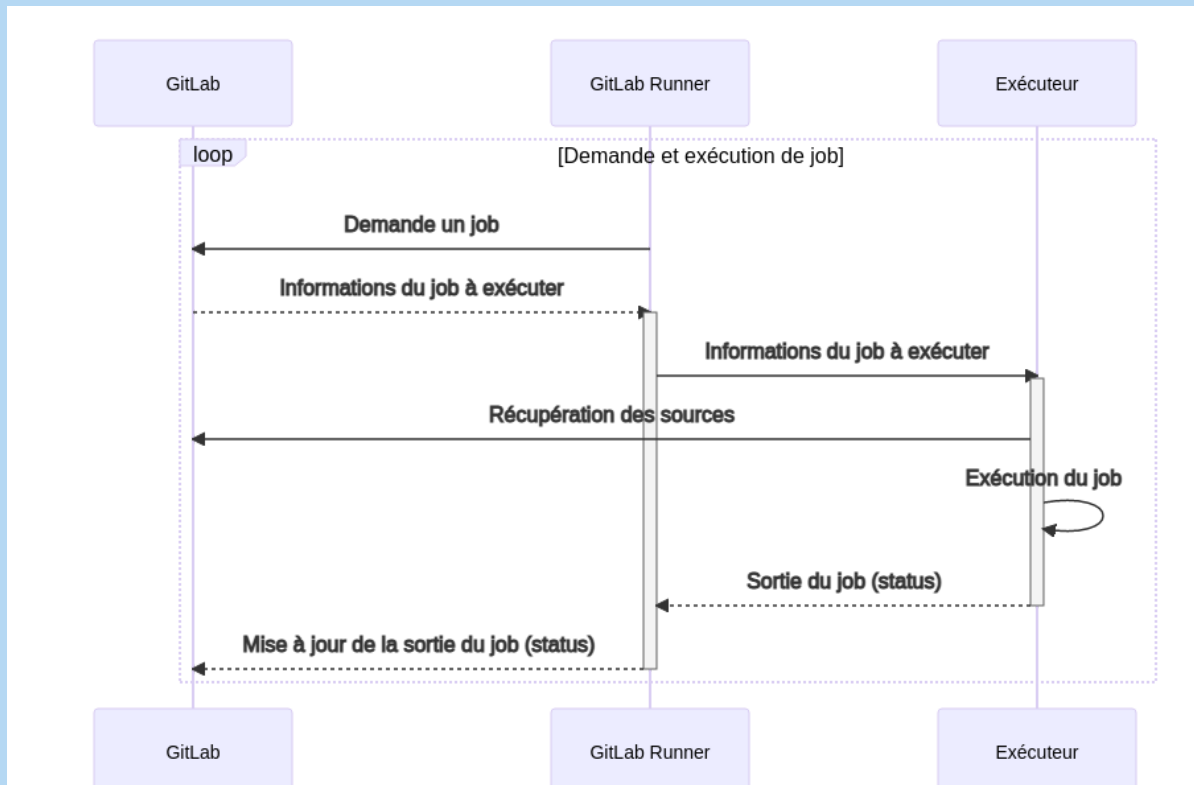 GitLab
GitLab Runner
Exécuteur
loop
[Demande et exécution de job]
Demande un job
Informations du job à exécuter
Informations du job à exécuter
Récupération des sources
Exécution du job
Sortie du job (status)
Mise à jour de la sortie du job (status)
GitLab
GitLab Runner
Exécuteur